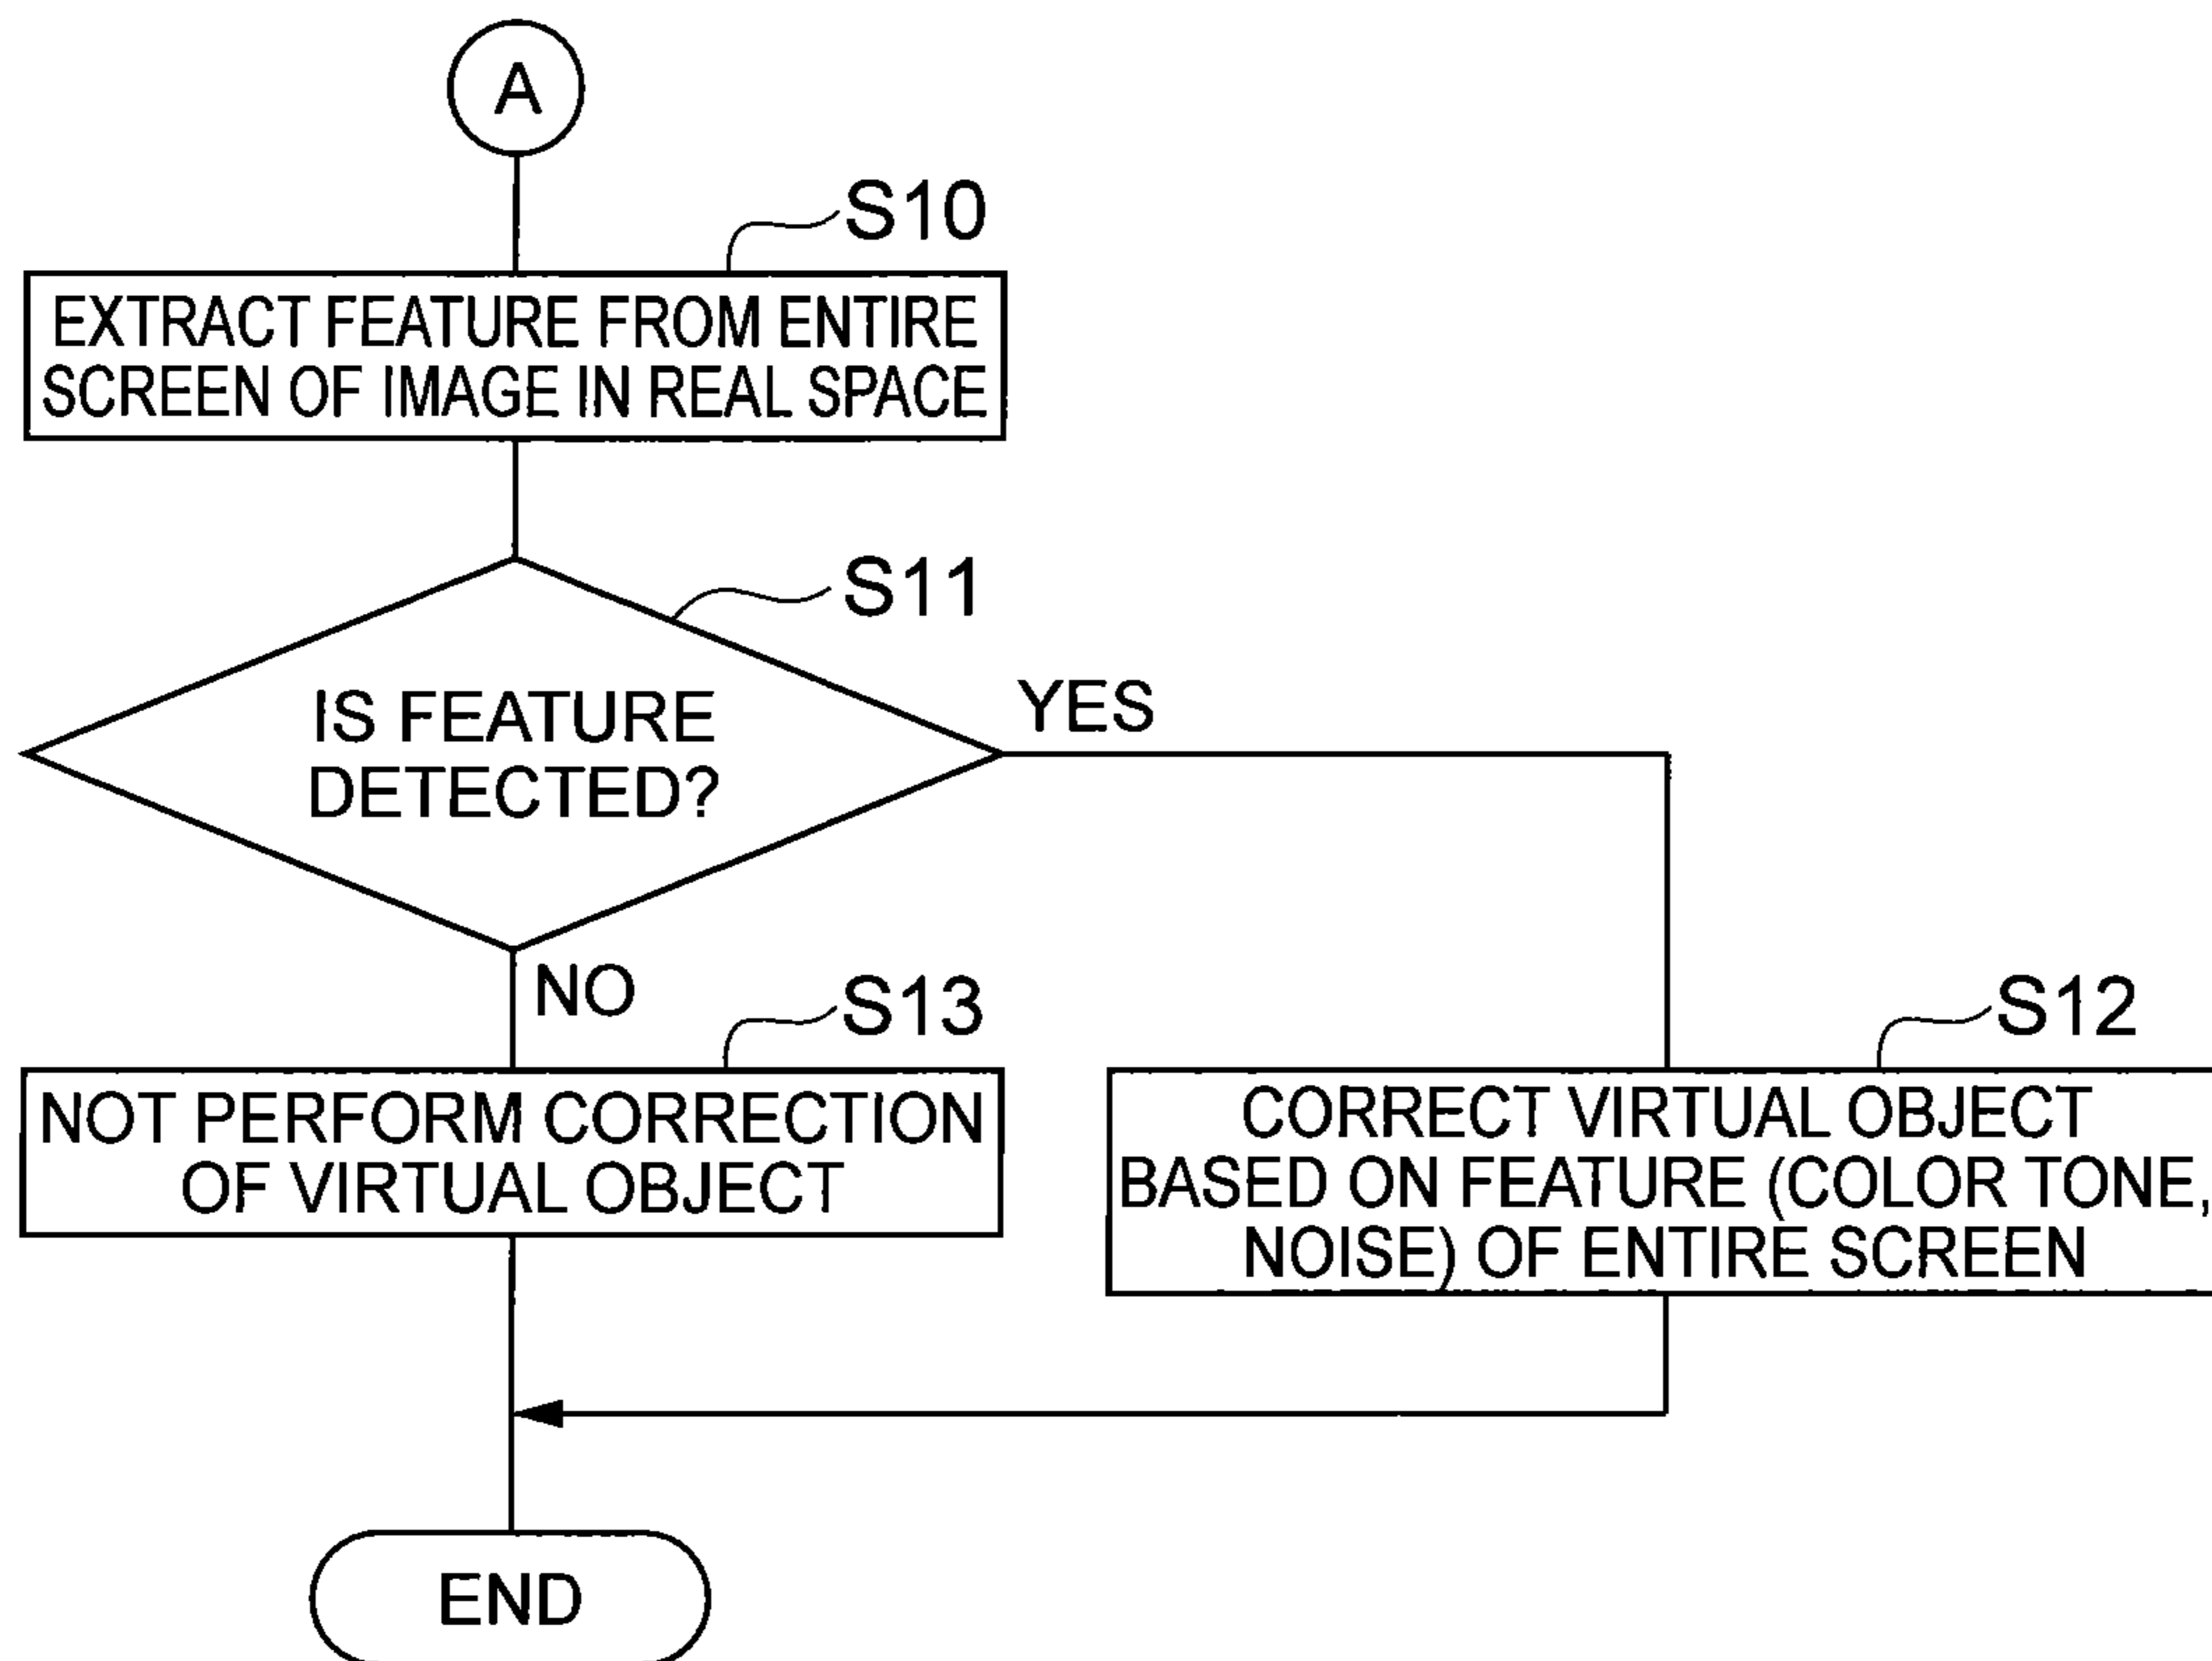 A
S10
EXTRACT FEATURE FROM ENTIRE
SCREEN OF IMAGE IN REAL SPACE
S11
IS FEATURE
DETECTED?
YES
NO
S13
NOT PERFORM CORRECTION
OF VIRTUAL OBJECT
S12
CORRECT VIRTUAL OBJECT
BASED ON FEATURE (COLOR TONE,
NOISE) OF ENTIRE SCREEN
END